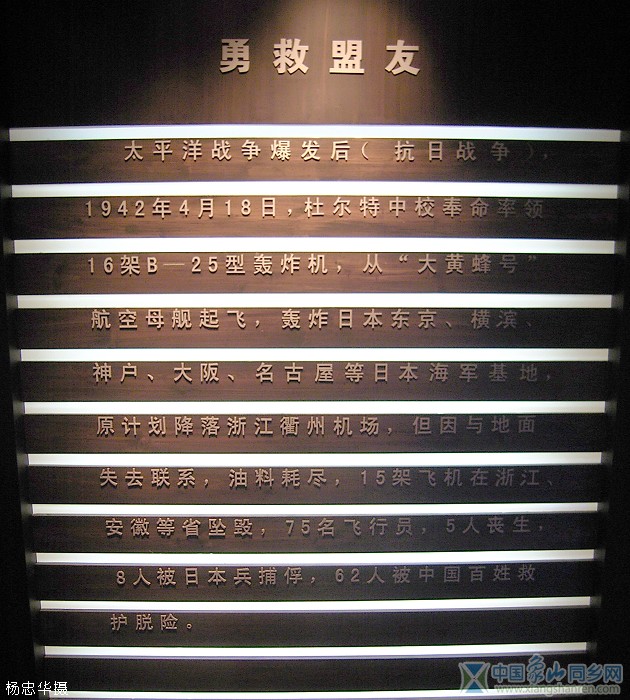 勇救盟友
太平洋战争爆发后（抗日战争），
1942年4月18日，杜尔特中校奉命率领
16架B—25型轰炸机，从“大黄蜂号”
航空母舰起飞，轰炸日本东京、横滨、
神户、大阪、名古屋等日本海军基地，
原计划降落浙江衢州机场，但因与地面
失去联系，油料耗尽，15架飞机在浙江、
安徽等省坠毁，75名飞行员，5人丧生，
8人被日本兵捕俘，62人被中国百姓救
护脱险。
杨忠华摄
中国象山同乡网
www.xiangshanren.com